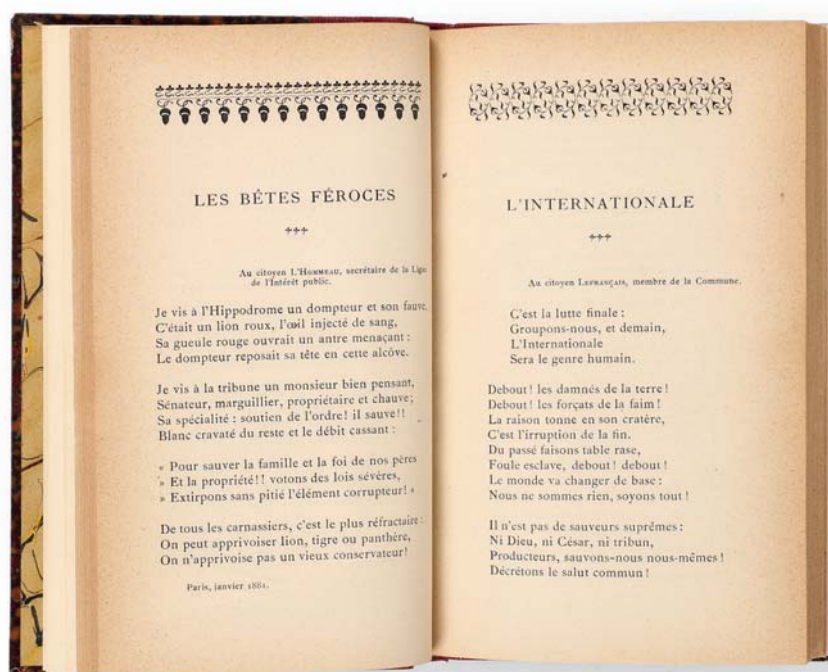 LES BÊTES FÉROCES
Au citoyen L'HOMMEAU, secrétaire de la Ligue
de l'Intérêt public.
Je vis à l'Hippodrome un dompteur et son fauve.
C'était un lion roux, l'œil injecté de sang,
Sa gueule rouge ouvrait un antre menaçant :
Le dompteur reposait sa tête en cette alcôve.
Je vis à la tribune un monsieur bien pensant,
Sénateur, marguillier, propriétaire et chauve;
Sa spécialité : soutien de l'ordre! il sauve!!
Blanc cravaté du reste et le débit cassant :
« Pour sauver la famille et la foi de nos pères
» Et la propriété!! votons des lois sévères,
» Extirpons sans pitié l'élément corrupteur! »
De tous les carnassiers, c'est le plus réfractaire :
On peut apprivoiser lion, tigre ou panthère,
On n'apprivoise pas un vieux conservateur!
Paris, janvier 1881.
L'INTERNATIONALE
Au citoyen LEFRANÇAIS, membre de la Commune.
C'est la lutte finale :
Groupons-nous, et demain,
L'Internationale
Sera le genre humain.
Debout! les damnés de la terre!
Debout! les forçats de la faim!
La raison tonne en son cratère,
C'est l'irruption de la fin.
Du passé faisons table rase,
Foule esclave, debout! debout!
Le monde va changer de base :
Nous ne sommes rien, soyons tout!
Il n'est pas de sauveurs suprêmes :
Ni Dieu, ni César, ni tribun,
Producteurs, sauvons-nous nous-mêmes!
Décrétons le salut commun!